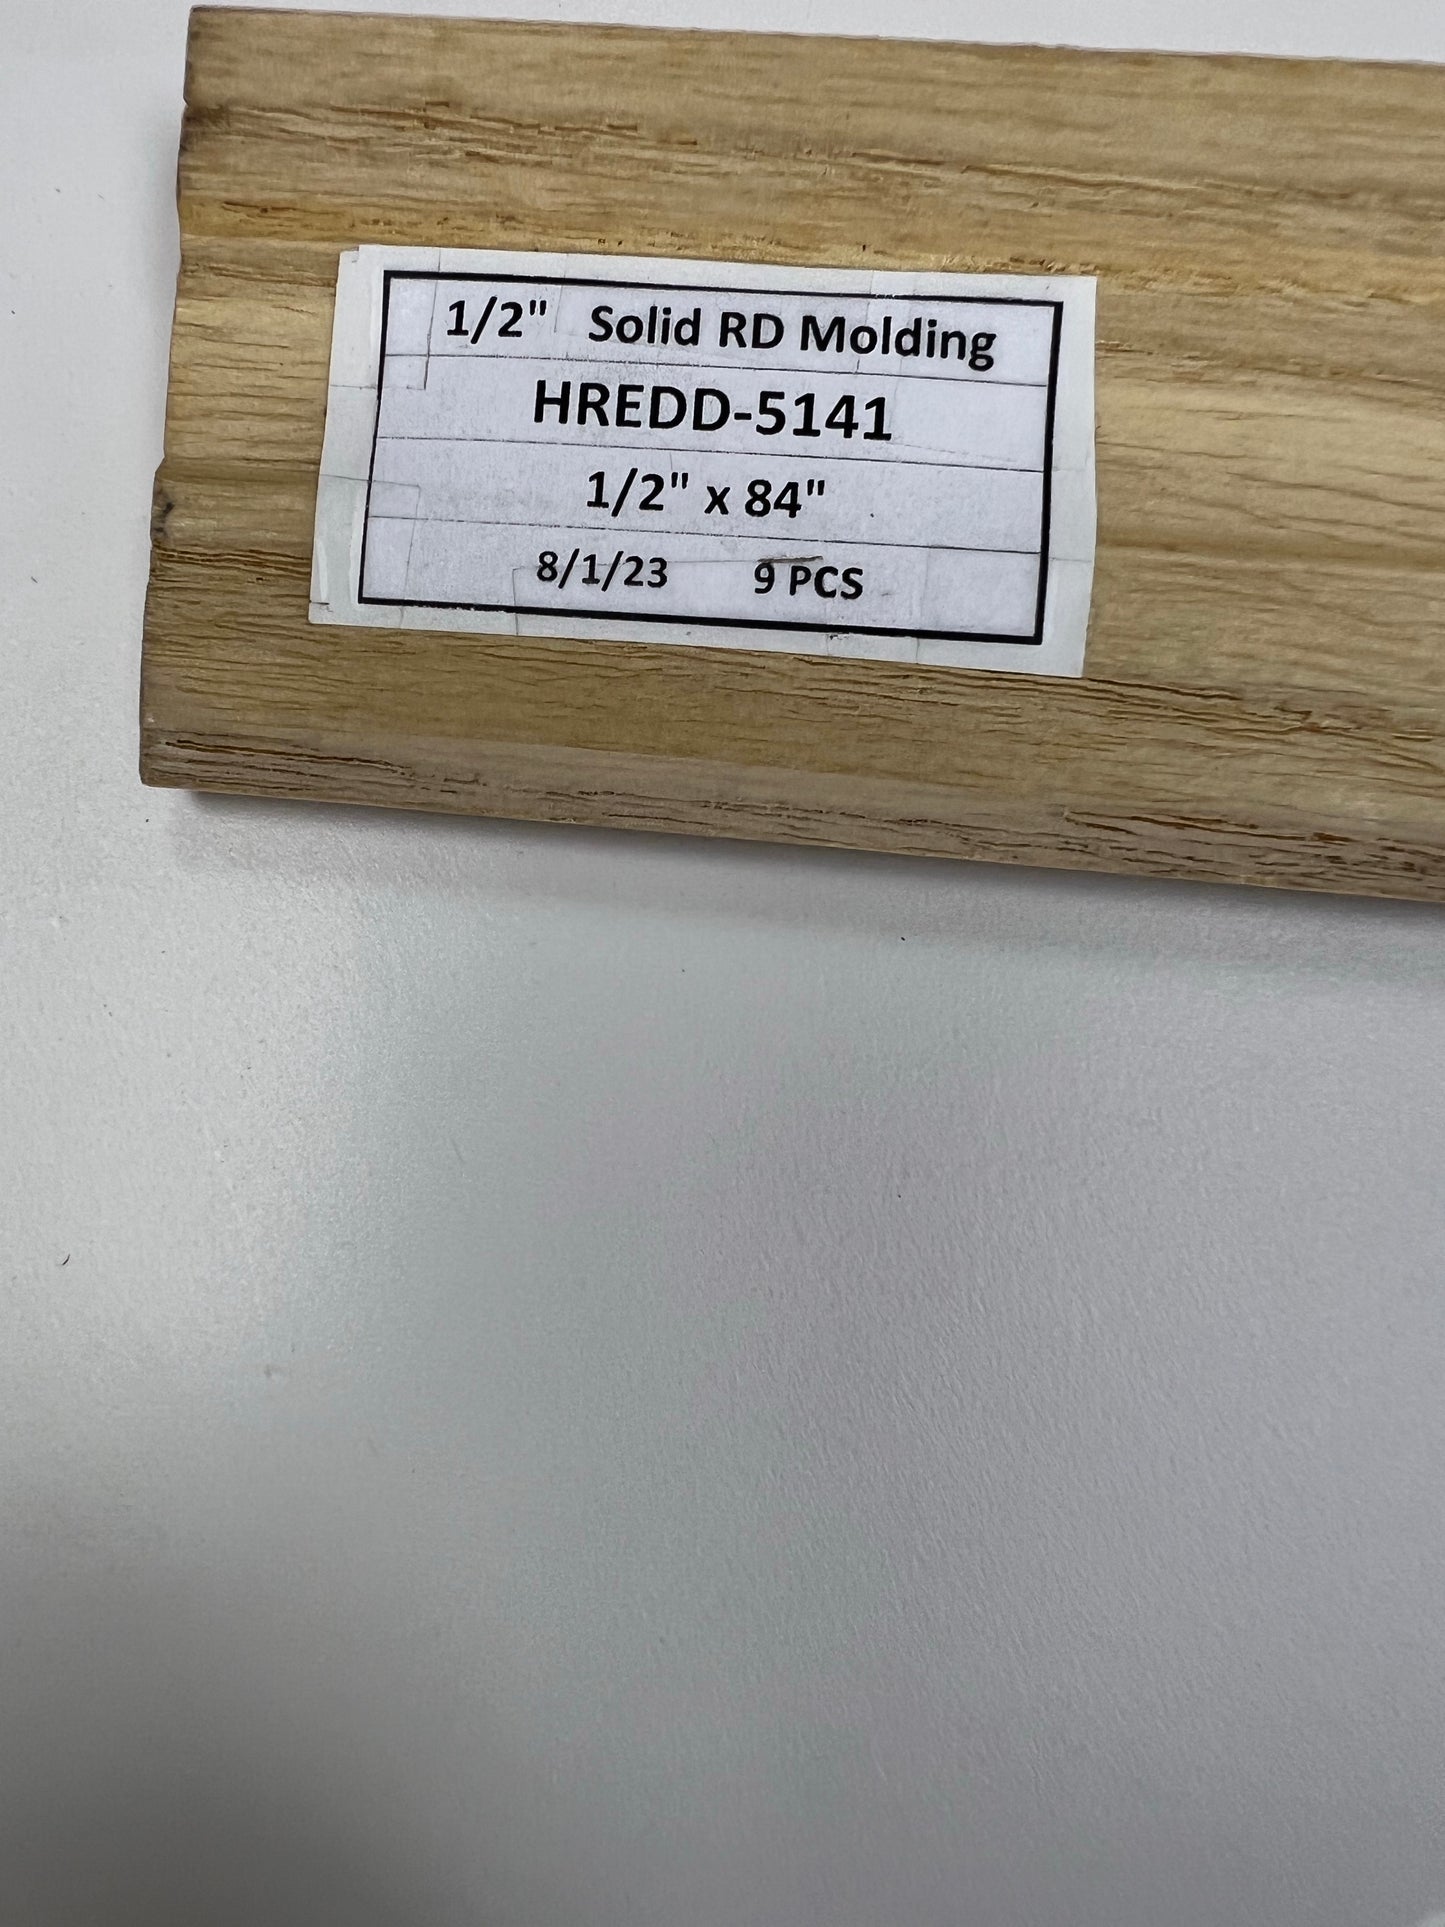 1/2" Solid RD Molding
HREDD-5141
1/2" x 84"
8/1/23 9 PCS